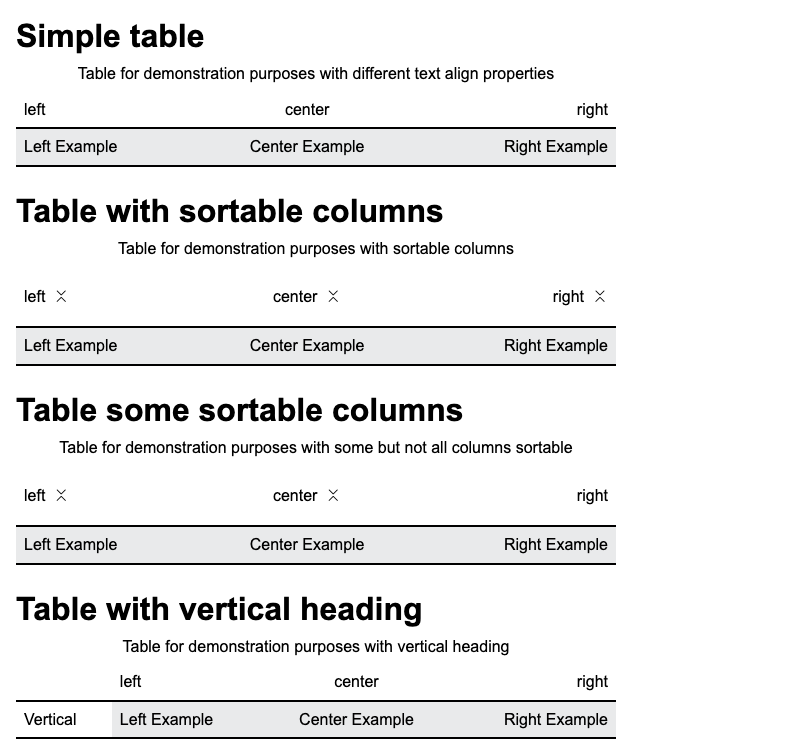 Simple table
Table for demonstration purposes with different text align properties
left center right
Left Example Center Example Right Example
Table with sortable columns
Table for demonstration purposes with sortable columns
left center right
Left Example Center Example Right Example
Table some sortable columns
Table for demonstration purposes with some but not all columns sortable
left center right
Left Example Center Example Right Example
Table with vertical heading
Table for demonstration purposes with vertical heading
left center right
Vertical Left Example Center Example Right Example